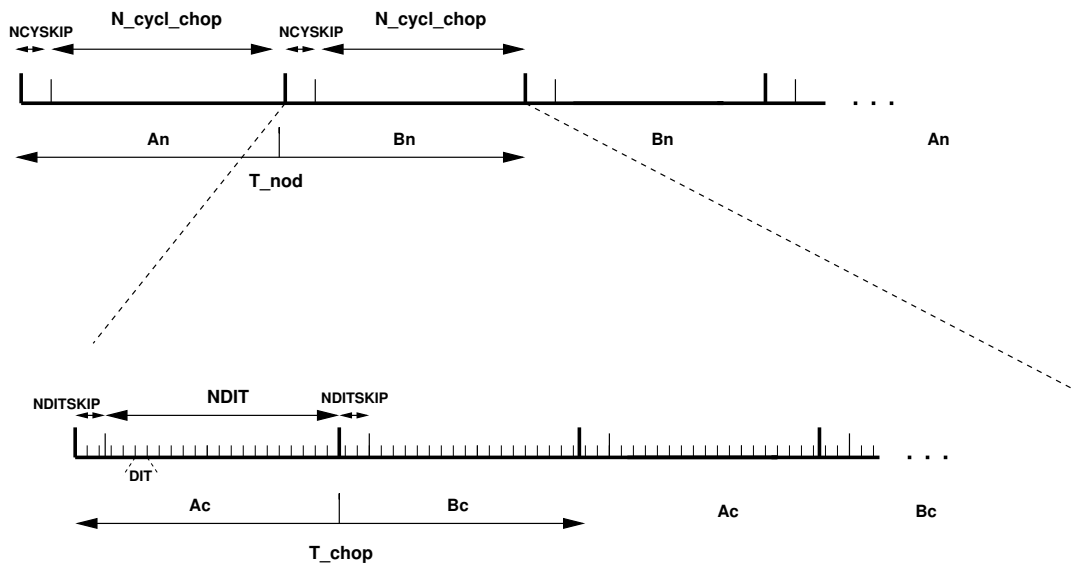 N_cycl_chop N_cycl_chop
NCYSKIP NCYSKIP
. . .
An Bn Bn An
T_nod
NDITSKIP NDIT NDITSKIP
. . .
DIT
Ac Bc Ac Bc
T_chop